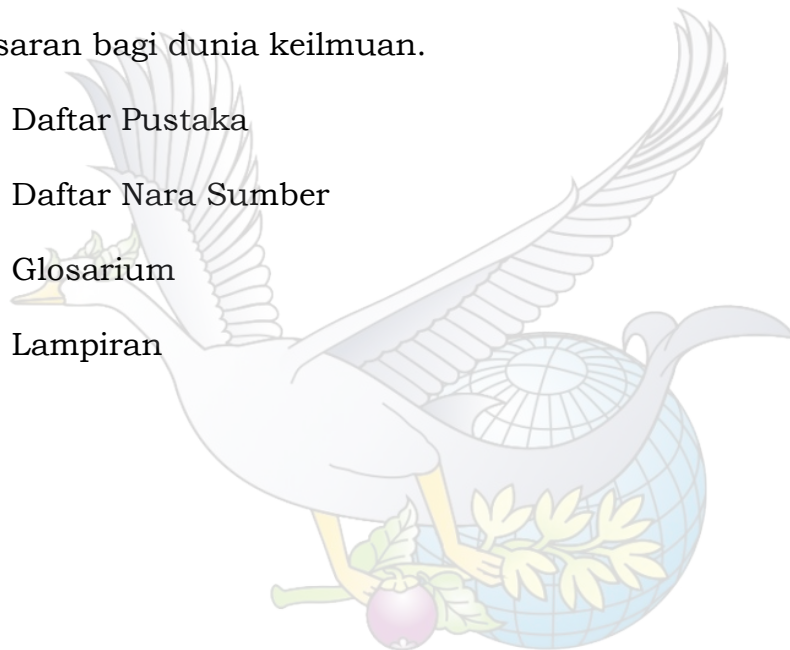 saran bagi dunia keilmuan.
Daftar Pustaka
Daftar Nara Sumber
Glosarium
Lampiran